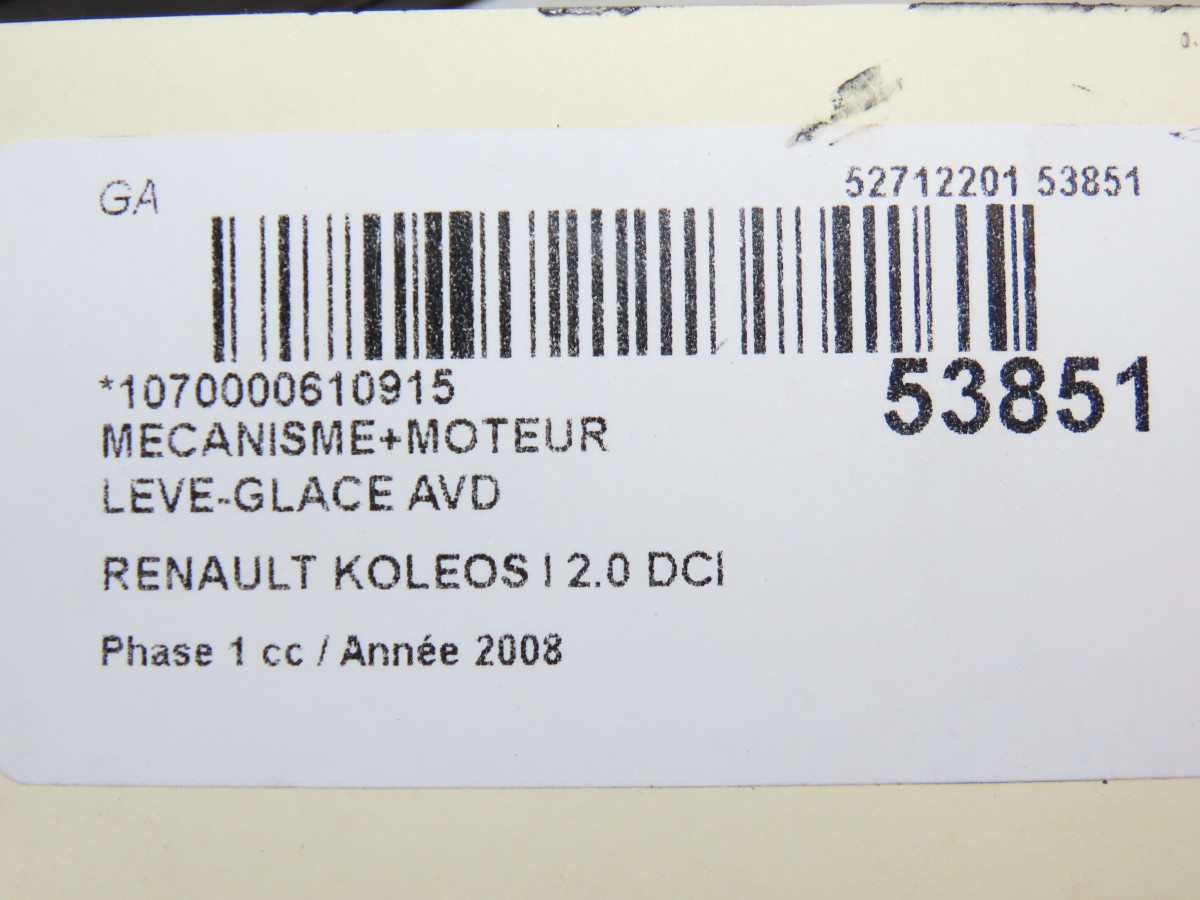 GA
52712201 53851
*1070000610915
53851
MECANISME+MOTEUR
LEVE-GLACE AVD
RENAULT KOLEOS I 2.0 DCI
Phase 1 cc / Année 2008